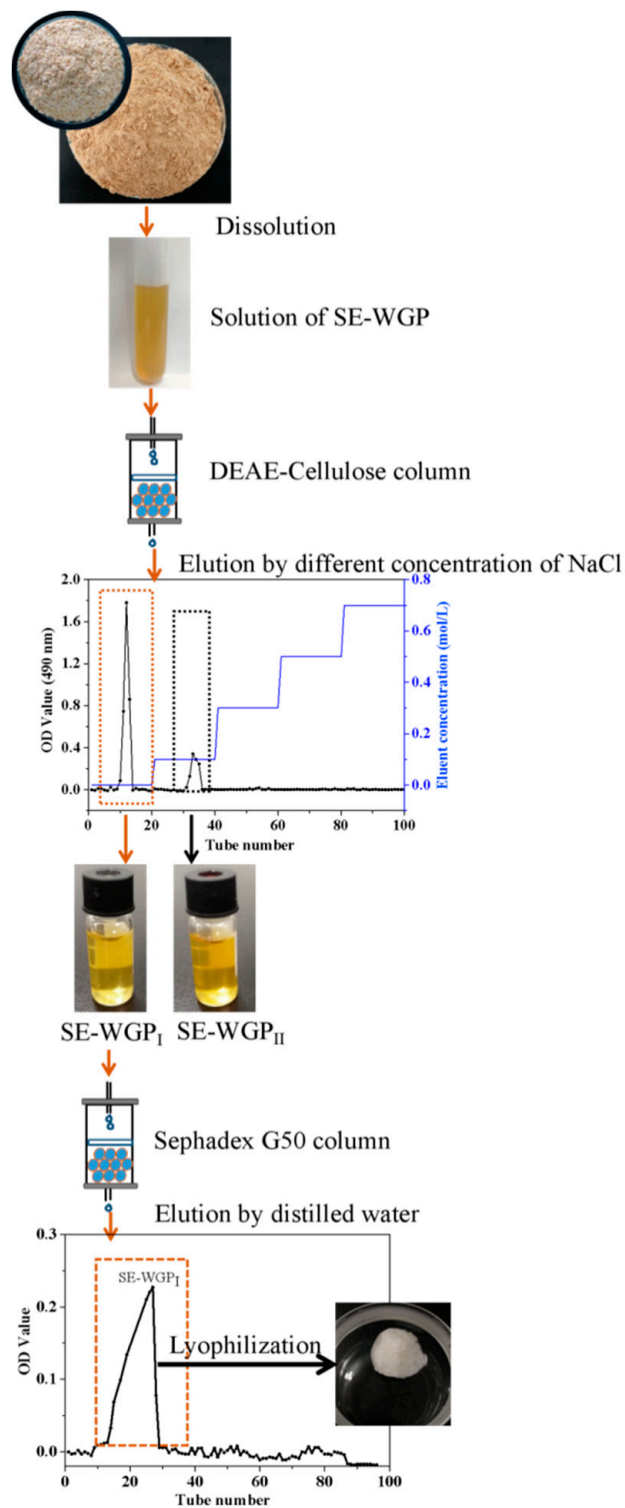 Dissolution
Solution of SE-WGP
DEAE-Cellulose column
Elution by different concentration of NaCl
OD Value (490 nm)
2.0
1.6
1.2
0.8
0.4
0.0
0 20 40 60 80 100
Tube number
0.8
0.6
0.4
0.2
0.0
Eluent concentration (mol/L)
SE-WGPI SE-WGPII
Sephadex G50 column
Elution by distilled water
OD Value
0.3
0.2
0.1
0.0
SE-WGPI
Lyophilization
0 20 40 60 80 100
Tube number